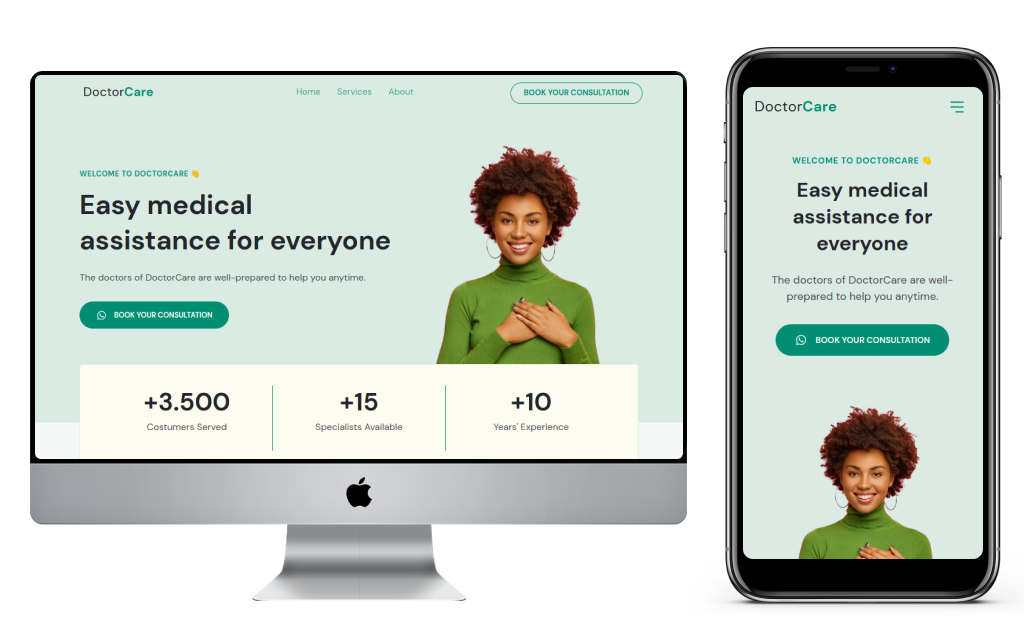 DoctorCare
Home Services About
BOOK YOUR CONSULTATION
WELCOME TO DOCTORCARE 👏
Easy medical
assistance for everyone
The doctors of DoctorCare are well-prepared to help you anytime.
BOOK YOUR CONSULTATION
+3.500
Costumers Served
+15
Specialists Available
+10
Years' Experience
DoctorCare
WELCOME TO DOCTORCARE 👏
Easy medical
assistance for
everyone
The doctors of DoctorCare are well-
prepared to help you anytime.
BOOK YOUR CONSULTATION